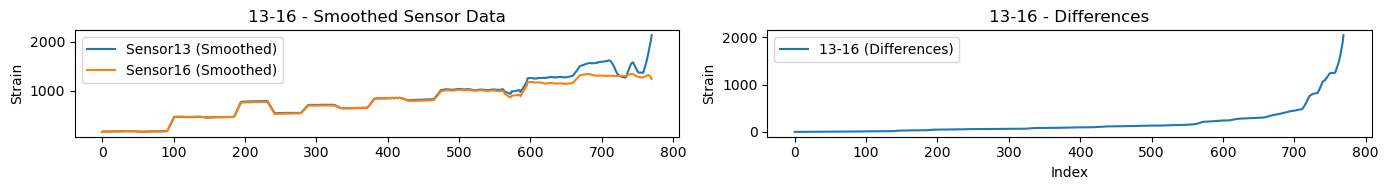 13-16 - Smoothed Sensor Data
Strain
2000
1000
Sensor13 (Smoothed)
Sensor16 (Smoothed)
0 100 200 300 400 500 600 700 800
13-16 - Differences
Strain
2000
1000
0
13-16 (Differences)
0 100 200 300 400 500 600 700 800
Index